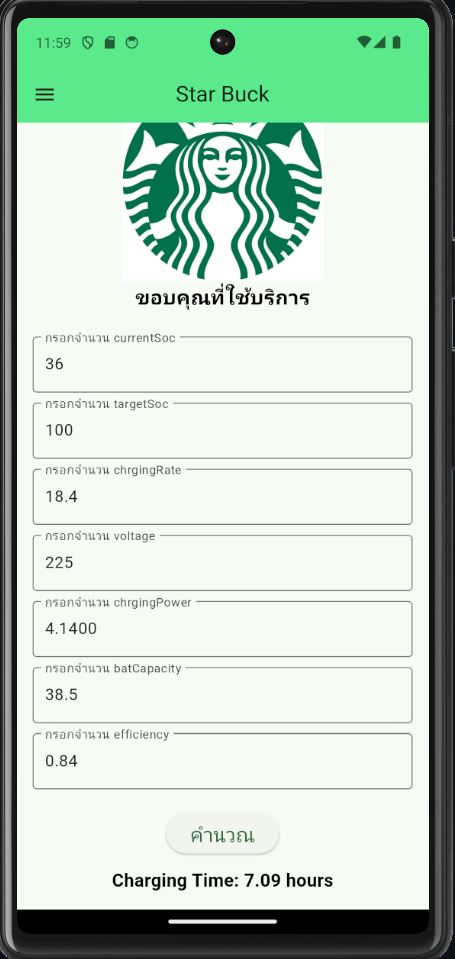 11:59
Star Buck
ขอบคุณที่ใช้บริการ
กรอกจำนวน currentSoc
36
กรอกจำนวน targetSoc
100
กรอกจำนวน chrgingRate
18.4
กรอกจำนวน voltage
225
กรอกจำนวน chrgingPower
4.1400
กรอกจำนวน batCapacity
38.5
กรอกจำนวน efficiency
0.84
คำนวณ
Charging Time: 7.09 hours